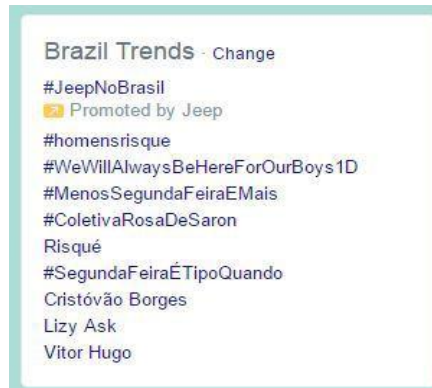 Brazil Trends · Change
#JeepNoBrasil
Promoted by Jeep
#homensrisque
#WeWillAlwaysBeHereForOurBoys1D
#MenosSegundaFeiraEMais
#ColetivaRosaDeSaron
Risqué
#SegundaFeiraÉTipoQuando
Cristóvão Borges
Lizy Ask
Vitor Hugo